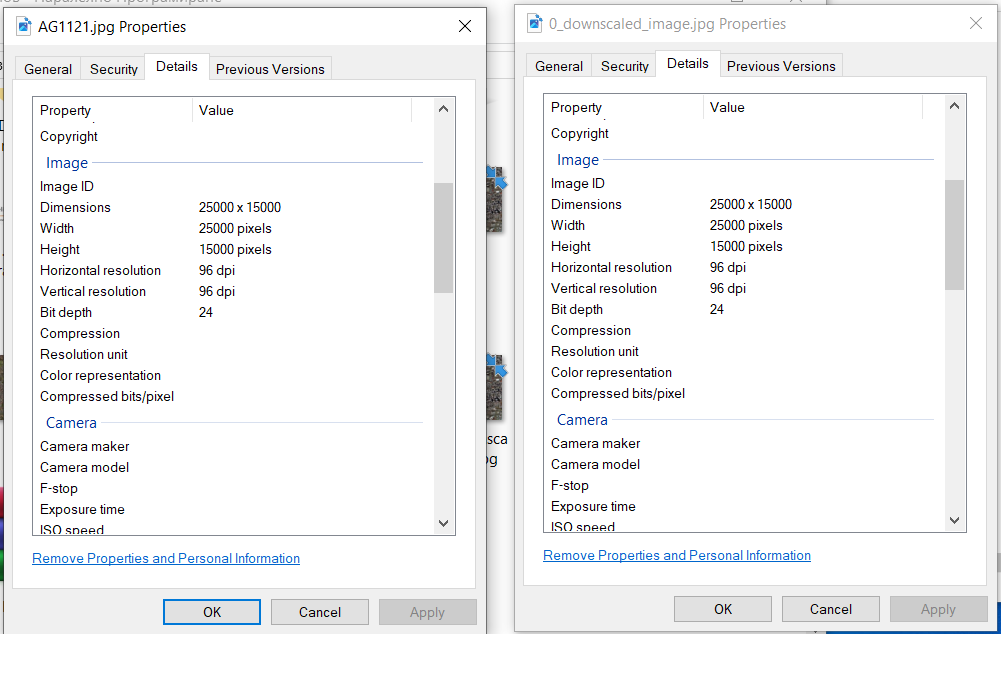 AG1121.jpg Properties
General Security Details Previous Versions
Property Value
Copyright
Image
Image ID
Dimensions 25000 x 15000
Width 25000 pixels
Height 15000 pixels
Horizontal resolution 96 dpi
Vertical resolution 96 dpi
Bit depth 24
Compression
Resolution unit
Color representation
Compressed bits/pixel
Camera
Camera maker
Camera model
F-stop
Exposure time
ISO speed
Remove Properties and Personal Information
OK Cancel Apply
0_downscaled_image.jpg Properties
General Security Details Previous Versions
Property Value
Copyright
Image
Image ID
Dimensions 25000 x 15000
Width 25000 pixels
Height 15000 pixels
Horizontal resolution 96 dpi
Vertical resolution 96 dpi
Bit depth 24
Compression
Resolution unit
Color representation
Compressed bits/pixel
Camera
Camera maker
Camera model
F-stop
Exposure time
ISO speed
Remove Properties and Personal Information
OK Cancel Apply